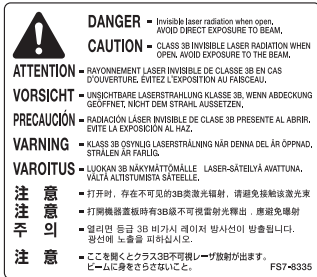 DANGER - Invisible laser radiation when open.
AVOID DIRECT EXPOSURE TO BEAM.
CAUTION - CLASS 3B INVISIBLE LASER RADIATION WHEN
OPEN. AVOID EXPOSURE TO THE BEAM.
ATTENTION - RAYONNEMENT LASER INVISIBLE DE CLASSE 3B EN CAS
D'OUVERTURE. ÉVITEZ L'EXPOSITION AU FAISCEAU.
VORSICHT - UNSICHTBARE LASERSTRAHLUNG KLASSE 3B, WENN ABDECKUNG
GEÖFFNET, NICHT DEM STRAHL AUSSETZEN.
PRECAUCIÓN - RADIACIÓN LÁSER INVISIBLE DE CLASE 3B PRESENTE AL ABRIR.
EVITE LA EXPOSICIÓN AL HAZ.
VARNING - KLASS 3B OSYNLIG LASERSTRÅLNING NÄR DENNA DEL ÄR ÖPPNAD,
STRÅLEN ÄR FARLIG.
VAROITUS - LUOKAN 3B NÄKYMÄTTÖMÄLLE LASER-SÄTEILYÄ AVATTUNA.
VÄLTÄ ALTISTUMISTA SÄTEELLE.
注 意 - 打开时，存在不可见的3B类激光辐射，请避免接触该激光束
注 意 - 打開機器蓋板時有3B級不可視雷射光釋出，應避免曝射
주 의 - 열리면 등급 3B 비가시 레이저 방사선이 방출됩니다.
광선에 노출을 피하십시오.
注 意 - ここを開くとクラス3B不可視レーザ放射が出ます。
ビームに身をさらさないこと。 FS7-8335